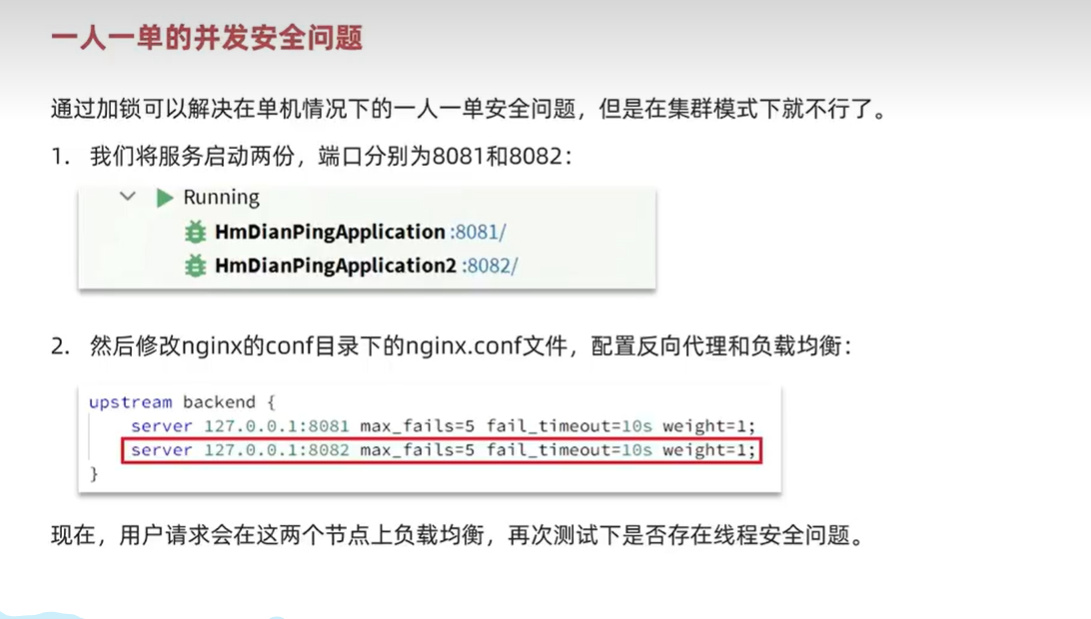 一人一单的并发安全问题
通过加锁可以解决在单机情况下的一人一单安全问题，但是在集群模式下就不行了。
1. 我们将服务启动两份，端口分别为8081和8082：
Running
HmDianPingApplication :8081/
HmDianPingApplication2 :8082/
2. 然后修改nginx的conf目录下的nginx.conf文件，配置反向代理和负载均衡：
upstream backend {
server 127.0.0.1:8081 max_fails=5 fail_timeout=10s weight=1;
server 127.0.0.1:8082 max_fails=5 fail_timeout=10s weight=1;
}
现在，用户请求会在这两个节点上负载均衡，再次测试下是否存在线程安全问题。